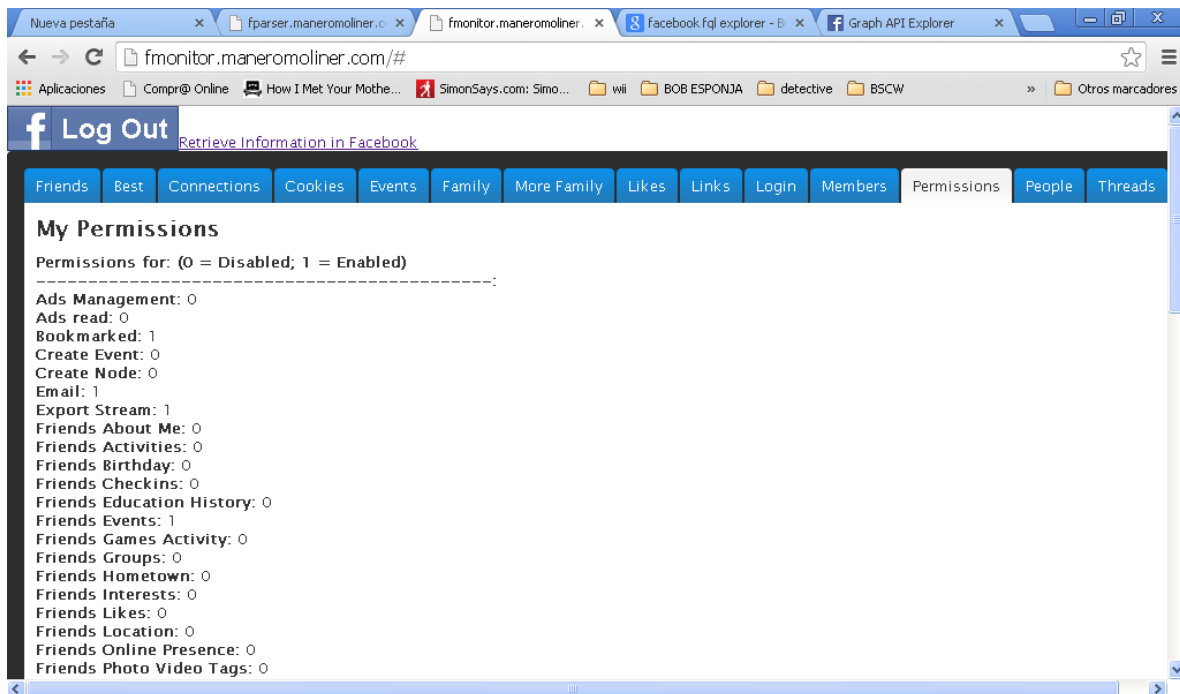 Nueva pestaña fparser.maneromoliner.c fmonitor.maneromoliner. facebook fql explorer - B Graph API Explorer
fmonitor.maneromoliner.com/#
Aplicaciones Compr@ Online How I Met Your Mothe... SimonSays.com: Simo... wii BOB ESPONJA detective BSCW » Otros marcadores
f Log Out Retrieve Information in Facebook
Friends Best Connections Cookies Events Family More Family Likes Links Login Members Permissions People Threads
My Permissions
Permissions for: (0 = Disabled; 1 = Enabled)
--------------------------------------------:
Ads Management: 0
Ads read: 0
Bookmarked: 1
Create Event: 0
Create Node: 0
Email: 1
Export Stream: 1
Friends About Me: 0
Friends Activities: 0
Friends Birthday: 0
Friends Checkins: 0
Friends Education History: 0
Friends Events: 1
Friends Games Activity: 0
Friends Groups: 0
Friends Hometown: 0
Friends Interests: 0
Friends Likes: 0
Friends Location: 0
Friends Online Presence: 0
Friends Photo Video Tags: 0